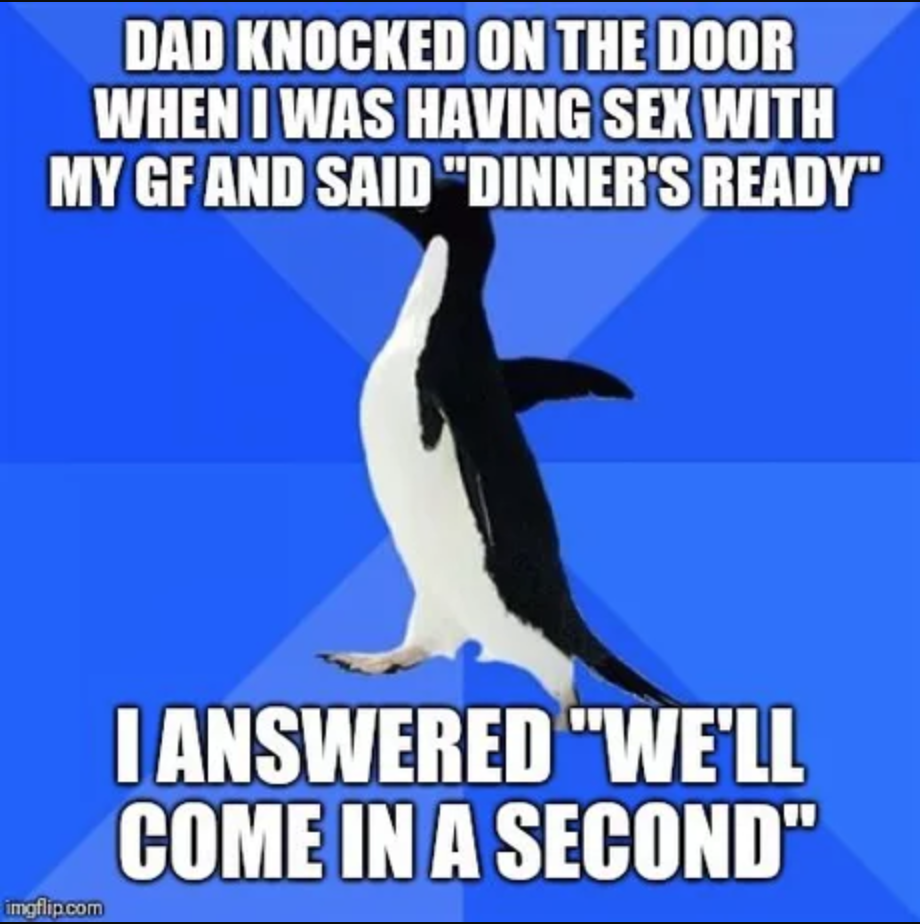 DAD KNOCKED ON THE DOOR
WHEN I WAS HAVING SEX WITH
MY GF AND SAID "DINNER'S READY"
I ANSWERED "WE'LL
COME IN A SECOND"
imgflip.com